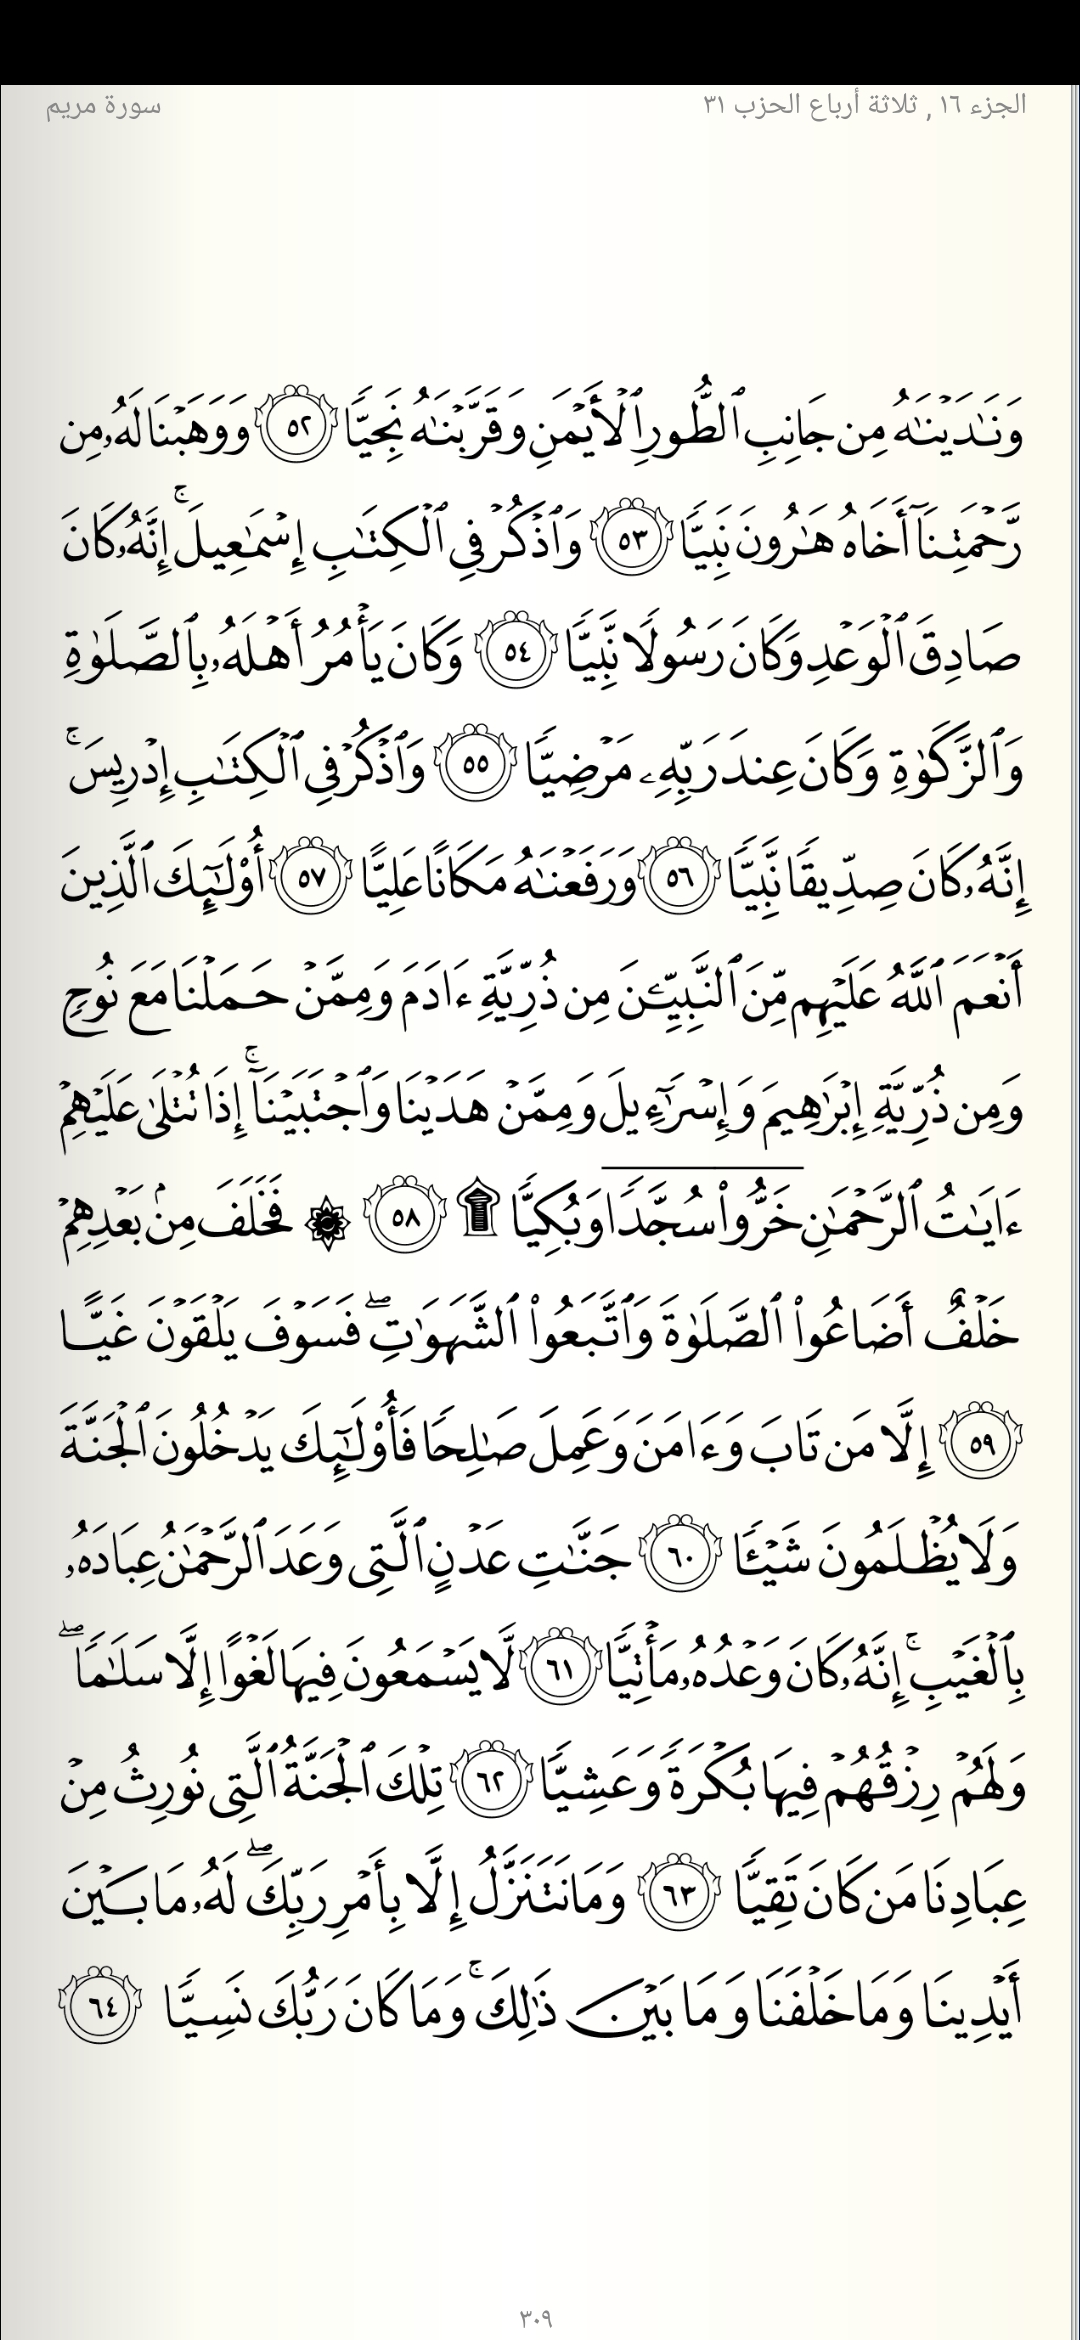 الجزء ١٦ , ثلاثة أرباع الحزب ٣١
سورة مريم
وَنَٰدَيۡنَٰهُ مِن جَانِبِ ٱلطُّورِ ٱلۡأَيۡمَنِ وَقَرَّبۡنَٰهُ نَجِيّٗا ٥٢ وَوَهَبۡنَا لَهُۥ مِن
رَّحۡمَتِنَآ أَخَاهُ هَٰرُونَ نَبِيّٗا ٥٣ وَٱذۡكُرۡ فِي ٱلۡكِتَٰبِ إِسۡمَٰعِيلَۚ إِنَّهُۥ كَانَ
صَادِقَ ٱلۡوَعۡدِ وَكَانَ رَسُولٗا نَّبِيّٗا ٥٤ وَكَانَ يَأۡمُرُ أَهۡلَهُۥ بِٱلصَّلَوٰةِ
وَٱلزَّكَوٰةِ وَكَانَ عِندَ رَبِّهِۦ مَرۡضِيّٗا ٥٥ وَٱذۡكُرۡ فِي ٱلۡكِتَٰبِ إِدۡرِيسَۚ
إِنَّهُۥ كَانَ صِدِّيقٗا نَّبِيّٗا ٥٦ وَرَفَعۡنَٰهُ مَكَانًا عَلِيًّا ٥٧ أُوْلَٰٓئِكَ ٱلَّذِينَ
أَنۡعَمَ ٱللَّهُ عَلَيۡهِم مِّنَ ٱلنَّبِيِّـۧنَ مِن ذُرِّيَّةِ ءَادَمَ وَمِمَّنۡ حَمَلۡنَا مَعَ نُوحٖ
وَمِن ذُرِّيَّةِ إِبۡرَٰهِيمَ وَإِسۡرَٰٓءِيلَ وَمِمَّنۡ هَدَيۡنَا وَٱجۡتَبَيۡنَآۚ إِذَا تُتۡلَىٰ عَلَيۡهِمۡ
ءَايَٰتُ ٱلرَّحۡمَٰنِ خَرُّواْۤ سُجَّدٗاۤ وَبُكِيّٗا ۩ ٥٨ ۞ فَخَلَفَ مِنۢ بَعۡدِهِمۡ
خَلۡفٌ أَضَاعُواْ ٱلصَّلَوٰةَ وَٱتَّبَعُواْ ٱلشَّهَوَٰتِۖ فَسَوۡفَ يَلۡقَوۡنَ غَيًّا
٥٩ إِلَّا مَن تَابَ وَءَامَنَ وَعَمِلَ صَٰلِحٗا فَأُوْلَٰٓئِكَ يَدۡخُلُونَ ٱلۡجَنَّةَ
وَلَا يُظۡلَمُونَ شَيۡـٔٗا ٦٠ جَنَّٰتِ عَدۡنٍ ٱلَّتِي وَعَدَ ٱلرَّحۡمَٰنُ عِبَادَهُۥ
بِٱلۡغَيۡبِۚ إِنَّهُۥ كَانَ وَعۡدُهُۥ مَأۡتِيّٗا ٦١ لَّا يَسۡمَعُونَ فِيهَا لَغۡوًا إِلَّا سَلَٰمٗاۖ
وَلَهُمۡ رِزۡقُهُمۡ فِيهَا بُكۡرَةٗ وَعَشِيّٗا ٦٢ تِلۡكَ ٱلۡجَنَّةُ ٱلَّتِي نُورِثُ مِنۡ
عِبَادِنَا مَن كَانَ تَقِيّٗا ٦٣ وَمَا نَتَنَزَّلُ إِلَّا بِأَمۡرِ رَبِّكَۖ لَهُۥ مَا بَيۡنَ
أَيۡدِينَا وَمَا خَلۡفَنَا وَمَا بَيۡنَ ذَٰلِكَۚ وَمَا كَانَ رَبُّكَ نَسِيّٗا ٦٤
٣٠٩